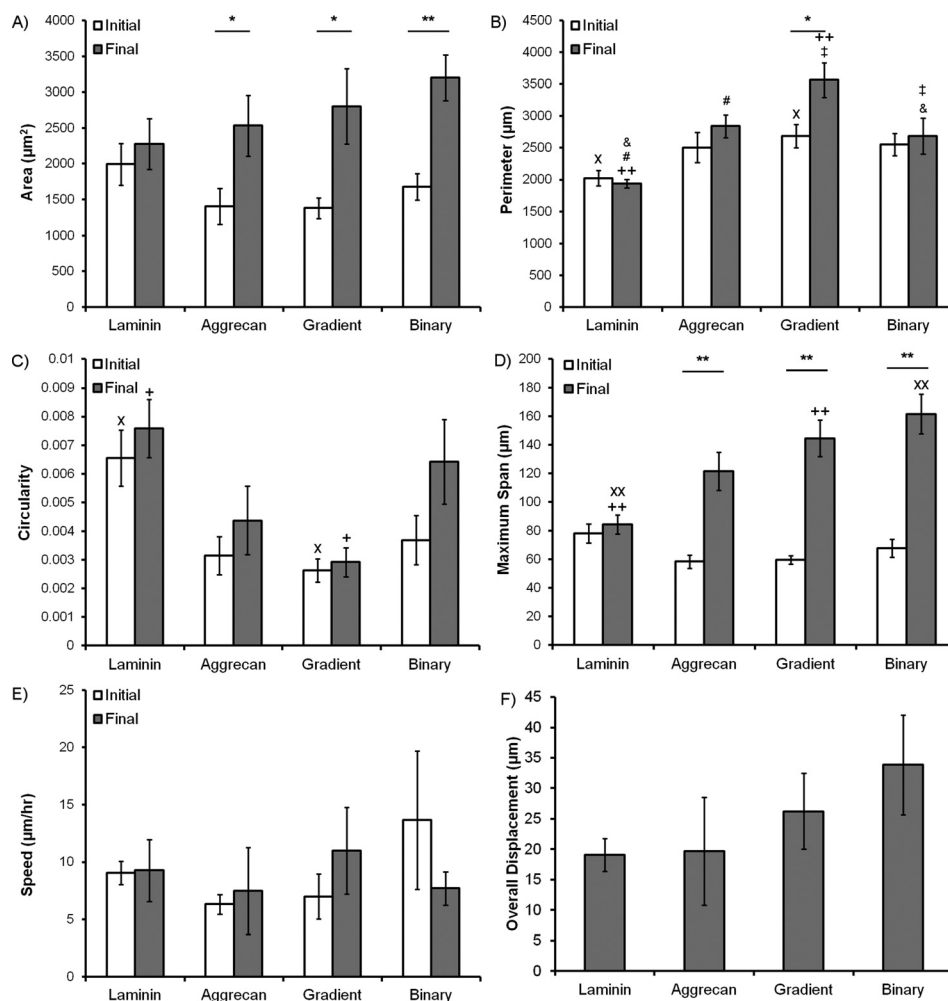 A)
Initial
Final
* * **
Area (µm²)
4000
3500
3000
2500
2000
1500
1000
500
0
Laminin Aggrecan Gradient Binary
B)
Initial
Final
*
Perimeter (µm)
4500
4000
3500
3000
2500
2000
1500
1000
500
0
X
&
#
++
#
X
++
‡
‡
&
Laminin Aggrecan Gradient Binary
C)
Initial
Final
Circularity
0.01
0.009
0.008
0.007
0.006
0.005
0.004
0.003
0.002
0.001
0
X + X +
Laminin Aggrecan Gradient Binary
D)
Initial
Final
** ** **
Maximum Span (µm)
200
180
160
140
120
100
80
60
40
20
0
XX
++
++
XX
Laminin Aggrecan Gradient Binary
E)
Initial
Final
Speed (µm/hr)
25
20
15
10
5
0
Laminin Aggrecan Gradient Binary
F)
Overall Displacement (µm)
45
40
35
30
25
20
15
10
5
0
Laminin Aggrecan Gradient Binary